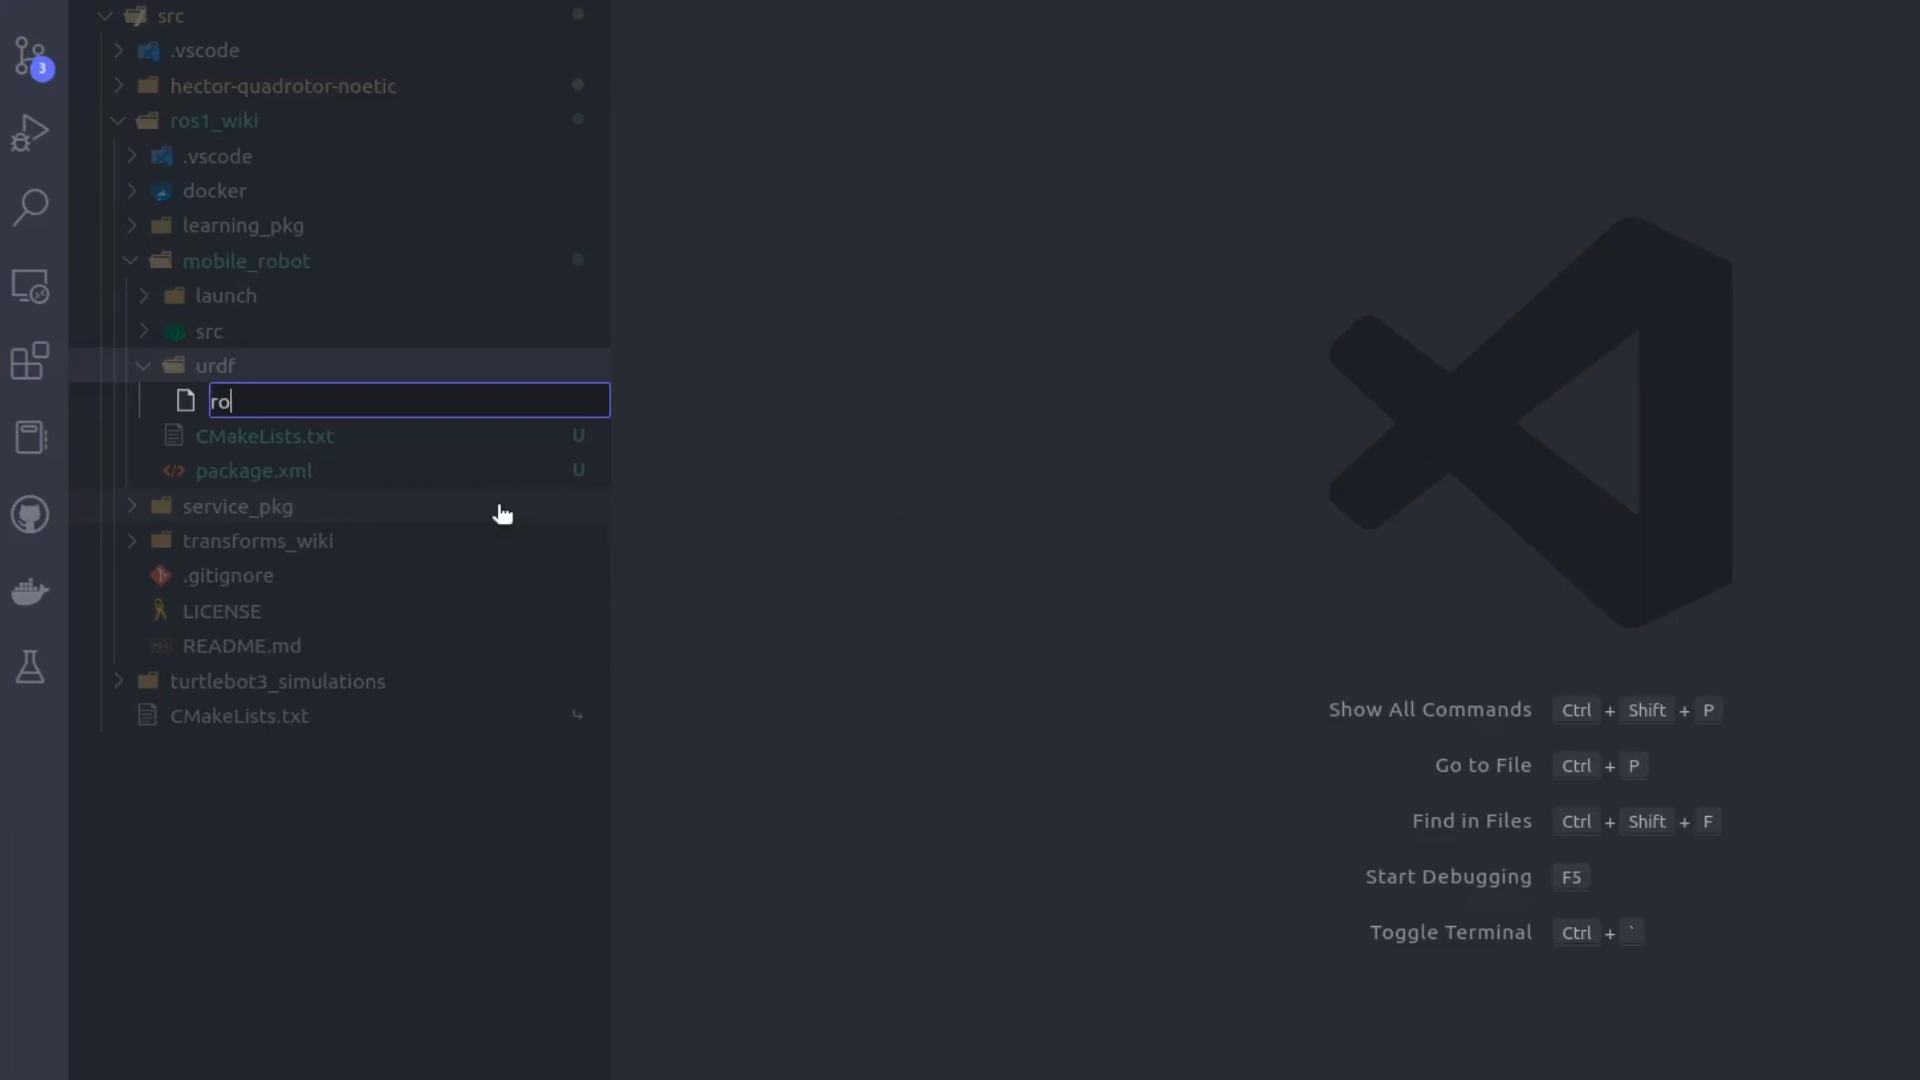 src
3
.vscode
hector-quadrotor-noetic
ros1_wiki
.vscode
docker
learning_pkg
mobile_robot
launch
src
urdf
ro
CMakeLists.txt U
package.xml U
service_pkg
transforms_wiki
.gitignore
LICENSE
README.md
turtlebot3_simulations
CMakeLists.txt
Show All Commands Ctrl + Shift + P
Go to File Ctrl + P
Find in Files Ctrl + Shift + F
Start Debugging F5
Toggle Terminal Ctrl + `